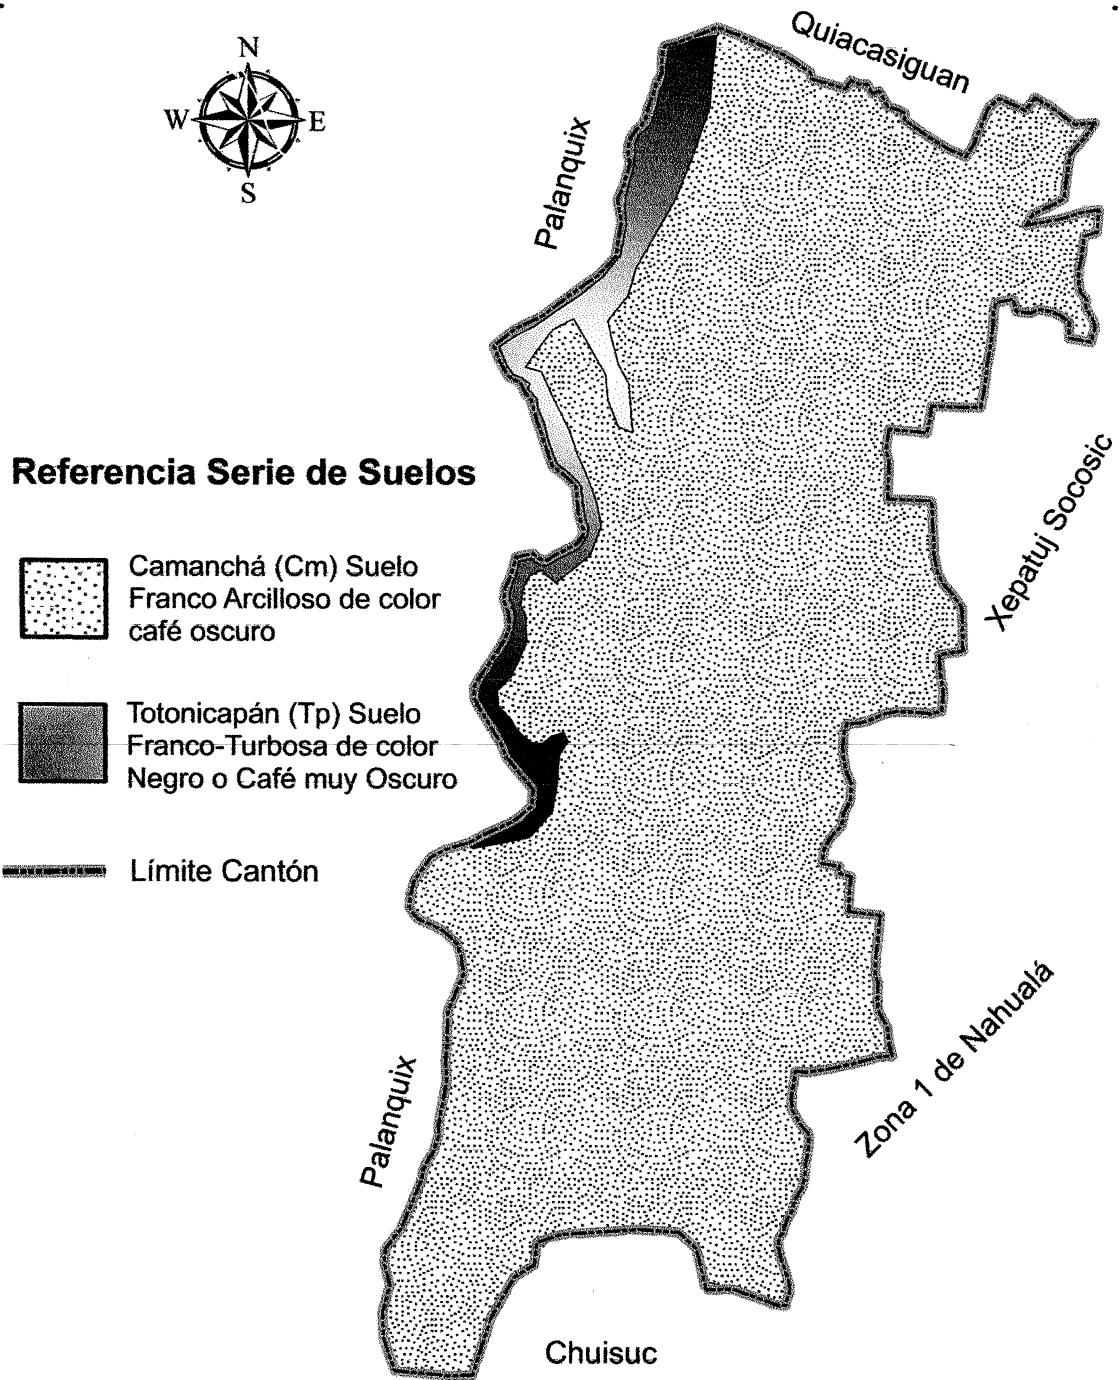 Quiacasiguan
N
W
E
S
Palanquix
Referencia Serie de Suelos
Xepatuj Socosic
Camanchá (Cm) Suelo
Franco Arcilloso de color
café oscuro
Totonicapán (Tp) Suelo
Franco-Turbosa de color
Negro o Café muy Oscuro
Límite Cantón
Zona 1 de Nahualá
Palanquix
Chuisuc